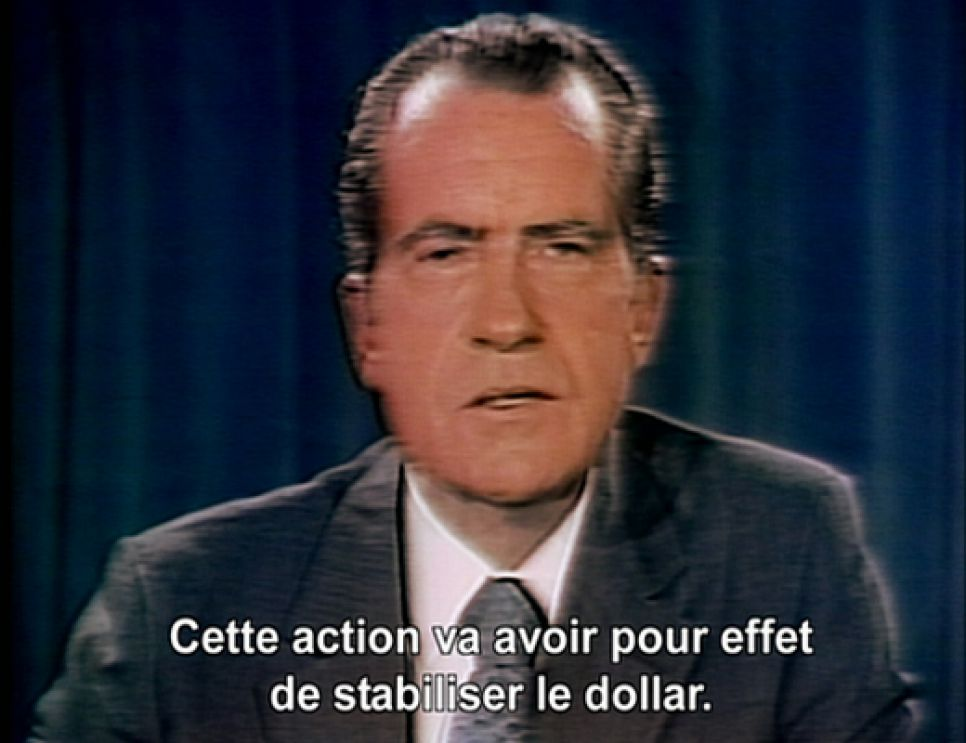 Cette action va avoir pour effet
de stabiliser le dollar.